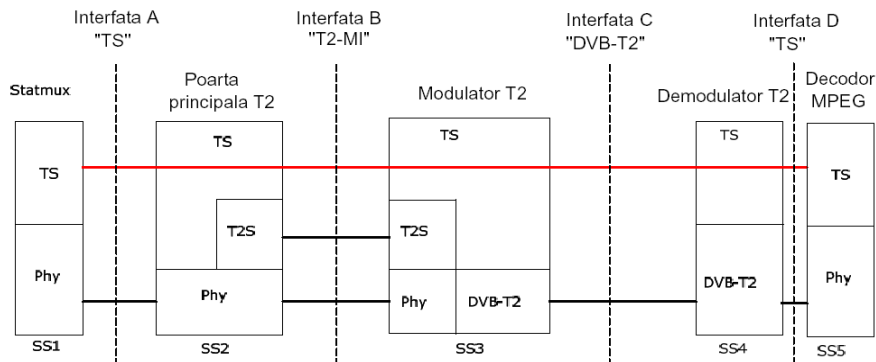 Interfata A
"TS"
Interfata B
"T2-MI"
Interfata C
"DVB-T2"
Interfata D
"TS"
Statmux
Poarta
principala T2
Modulator T2
Demodulator T2
Decodor
MPEG
TS
TS
TS
TS
TS
T2S
T2S
Phy
Phy
Phy
DVB-T2
DVB-T2
Phy
SS1
SS2
SS3
SS4
SS5